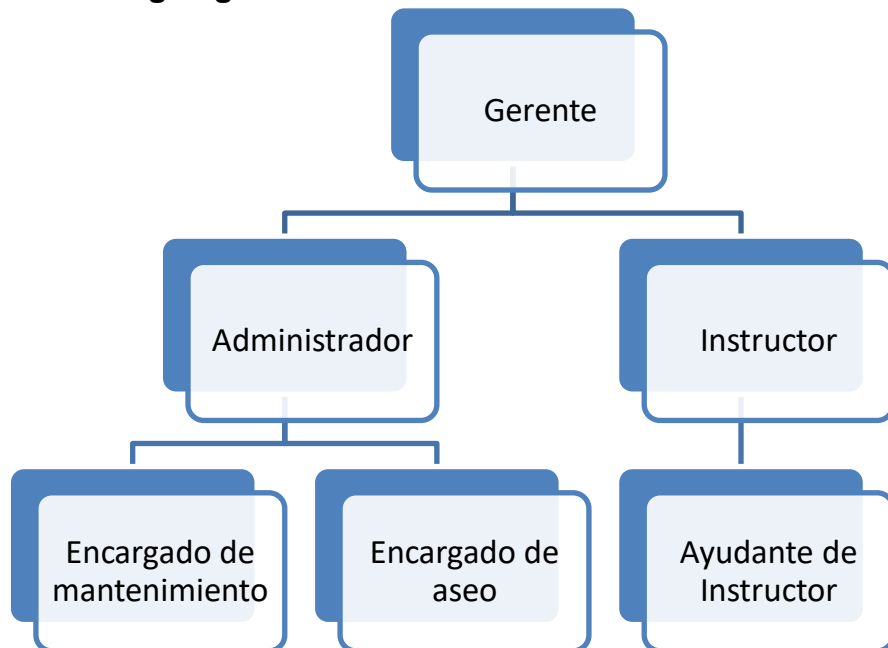 Gerente
Administrador
Instructor
Encargado de
mantenimiento
Encargado de
aseo
Ayudante de
Instructor